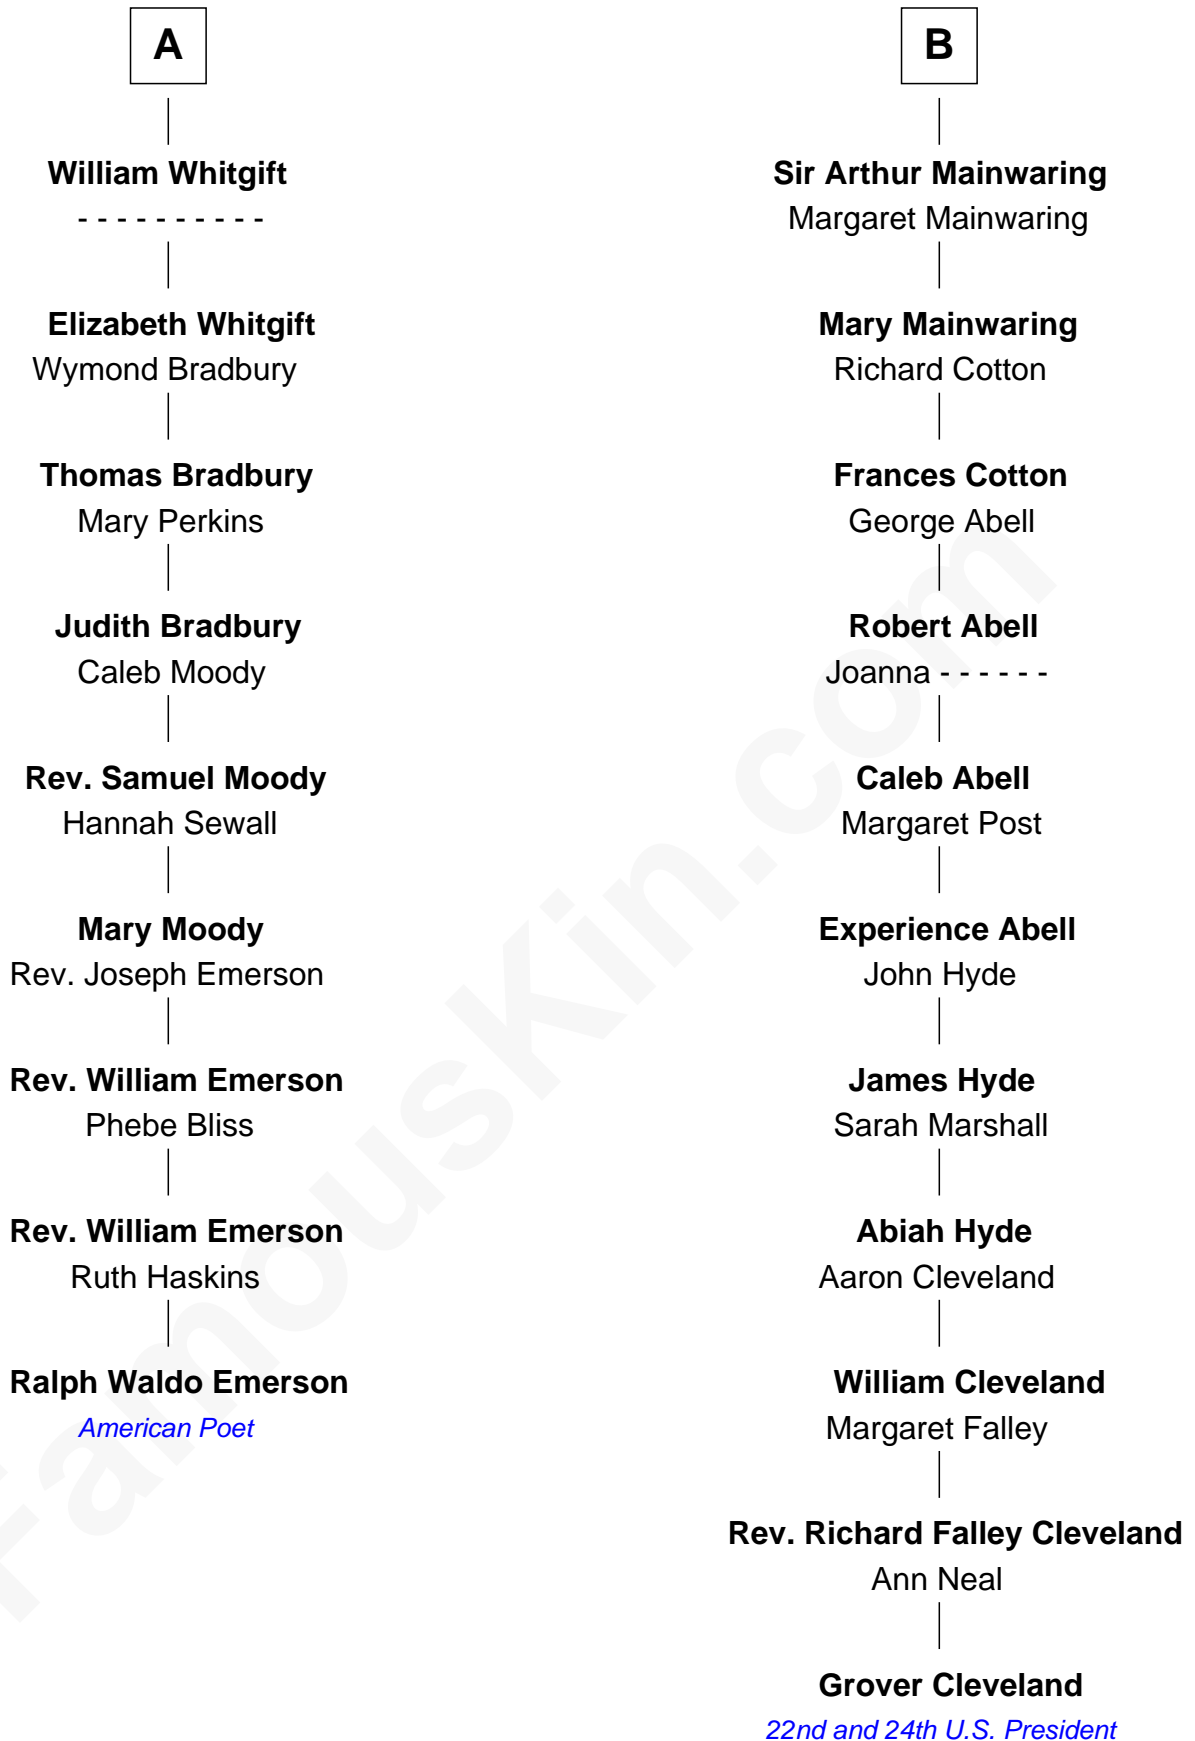 A
William Whitgift
- - - - - - - - - -
Elizabeth Whitgift
Wymond Bradbury
Thomas Bradbury
Mary Perkins
Judith Bradbury
Caleb Moody
Rev. Samuel Moody
Hannah Sewall
Mary Moody
Rev. Joseph Emerson
Rev. William Emerson
Phebe Bliss
Rev. William Emerson
Ruth Haskins
Ralph Waldo Emerson
American Poet
B
Sir Arthur Mainwaring
Margaret Mainwaring
Mary Mainwaring
Richard Cotton
Frances Cotton
George Abell
Robert Abell
Joanna - - - - - -
Caleb Abell
Margaret Post
Experience Abell
John Hyde
James Hyde
Sarah Marshall
Abiah Hyde
Aaron Cleveland
William Cleveland
Margaret Falley
Rev. Richard Falley Cleveland
Ann Neal
Grover Cleveland
22nd and 24th U.S. President
FamousKin.com